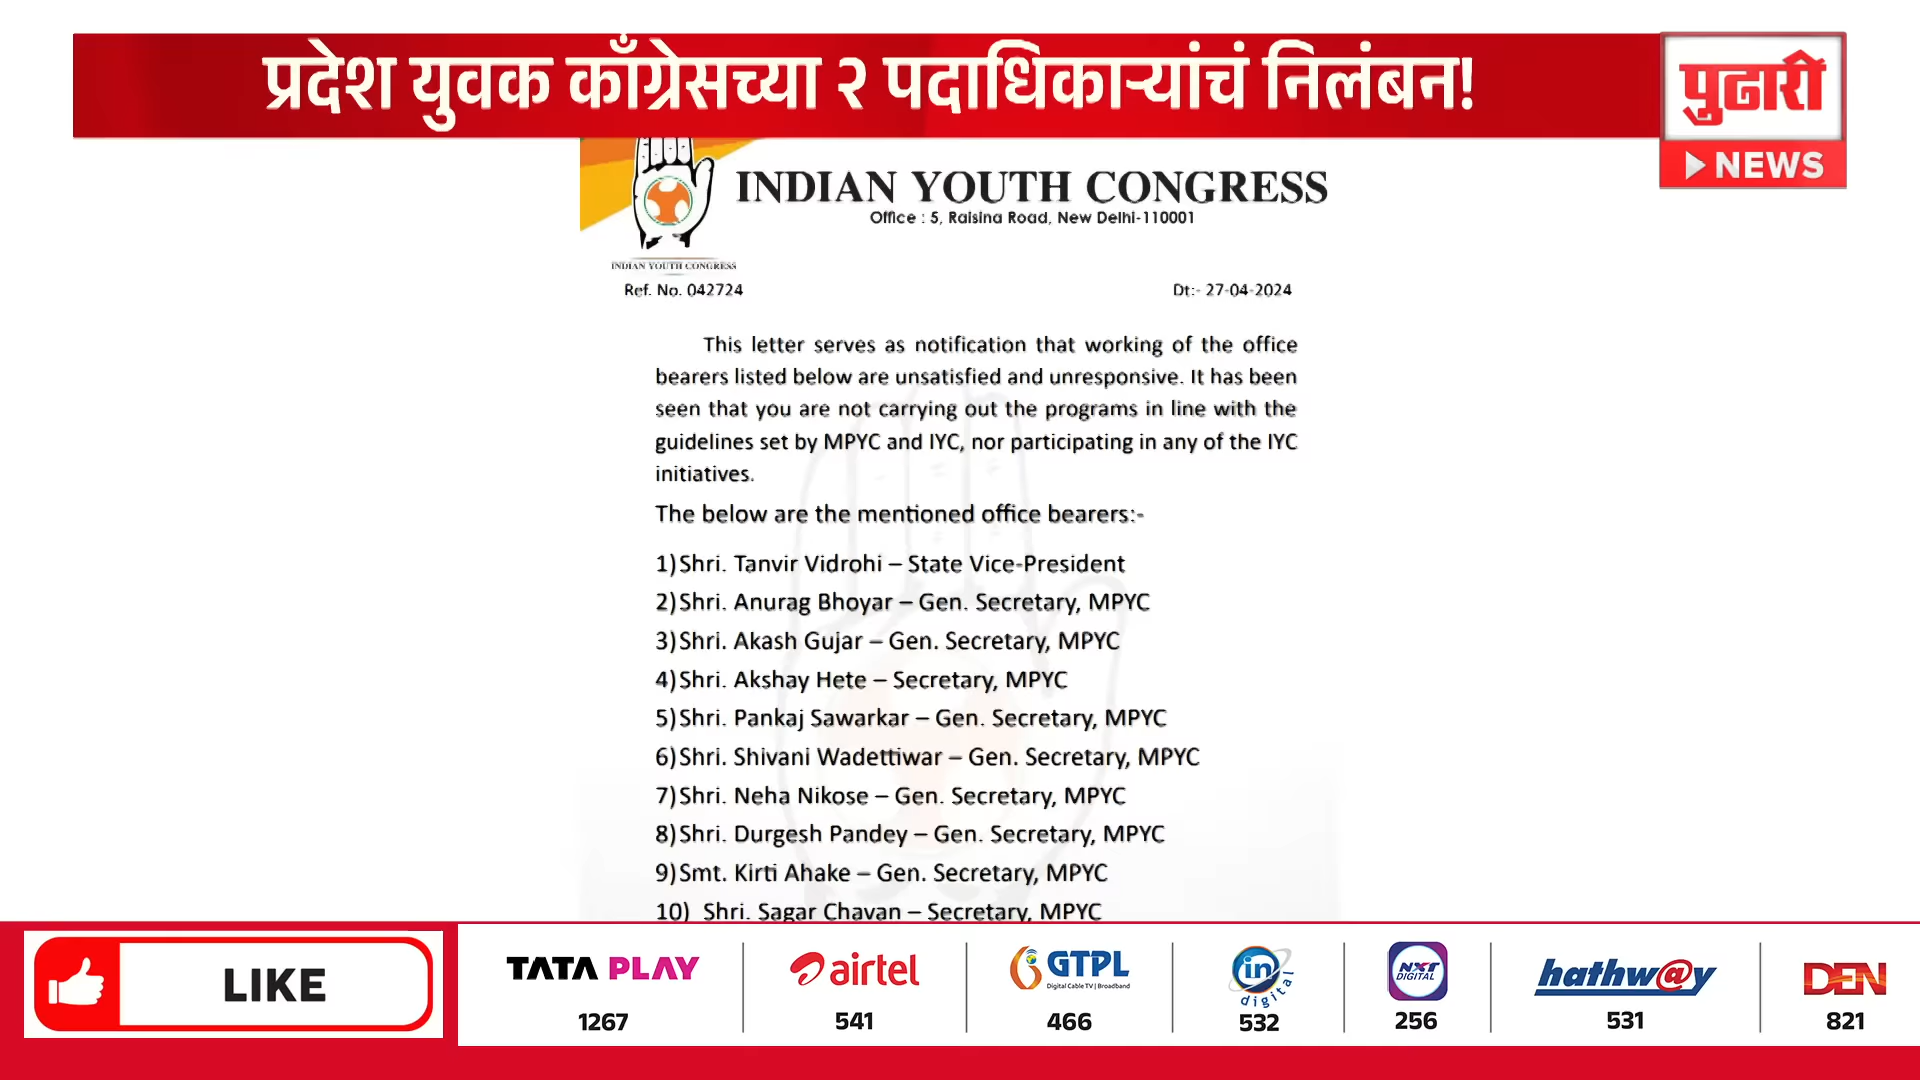 प्रदेश युवक काँग्रेसच्या २ पदाधिकाऱ्यांचं निलंबन!
पुढारी
NEWS
INDIAN YOUTH CONGRESS
Office : 5, Raisina Road, New Delhi-110001
INDIAN YOUTH CONGRESS
Ref. No. 042724
Dt:- 27-04-2024
This letter serves as notification that working of the office
bearers listed below are unsatisfied and unresponsive. It has been
seen that you are not carrying out the programs in line with the
guidelines set by MPYC and IYC, nor participating in any of the IYC
initiatives.
The below are the mentioned office bearers:-
1) Shri. Tanvir Vidrohi – State Vice-President
2) Shri. Anurag Bhoyar – Gen. Secretary, MPYC
3) Shri. Akash Gujar – Gen. Secretary, MPYC
4) Shri. Akshay Hete – Secretary, MPYC
5) Shri. Pankaj Sawarkar – Gen. Secretary, MPYC
6) Shri. Shivani Wadettiwar – Gen. Secretary, MPYC
7) Shri. Neha Nikose – Gen. Secretary, MPYC
8) Shri. Durgesh Pandey – Gen. Secretary, MPYC
9) Smt. Kirti Ahake – Gen. Secretary, MPYC
10) Shri. Sagar Chavan – Secretary, MPYC
LIKE
TATA PLAY
1267
airtel
541
GTPL
Digital Cable TV | Broadband
466
in
digital
532
NXT
DIGITAL
256
hathw@y
531
DEN
821